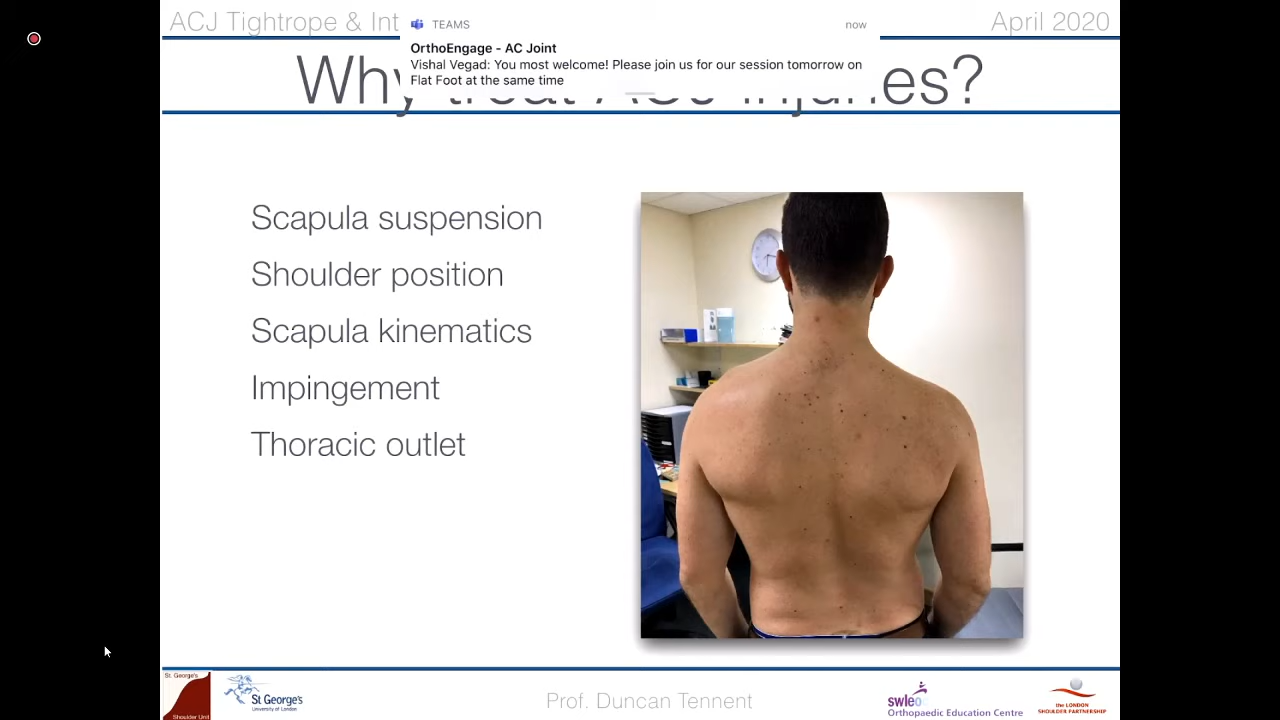 ACJ Tightrope & Int
TEAMS
now
April 2020
OrthoEngage - AC Joint
Vishal Vegad: You most welcome! Please join us for our session tomorrow on
Flat Foot at the same time
Why treat ACJ injuries?
Scapula suspension
Shoulder position
Scapula kinematics
Impingement
Thoracic outlet
St. George's
Shoulder Unit
St George's
University of London
Prof. Duncan Tennent
swleo
Orthopaedic Education Centre
the LONDON
SHOULDER PARTNERSHIP